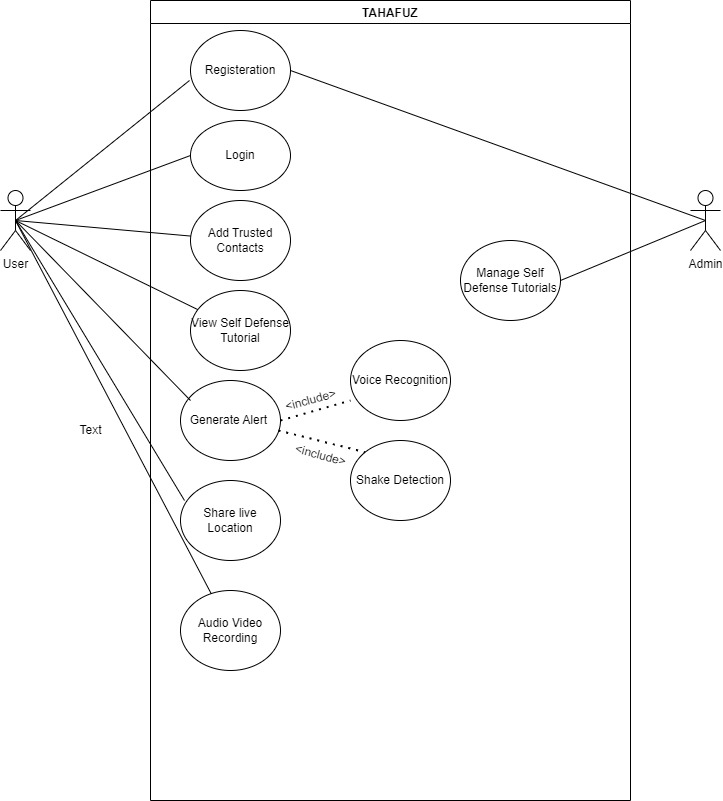 TAHAFUZ
Registeration
Login
Add Trusted
Contacts
User
Admin
Manage Self
Defense Tutorials
View Self Defense
Tutorial
Voice Recognition
<include>
Generate Alert
Text
<include>
Shake Detection
Share live
Location
Audio Video
Recording